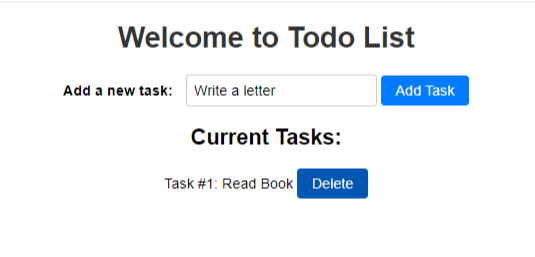 Welcome to Todo List
Add a new task: Write a letter Add Task
Current Tasks:
Task #1: Read Book Delete